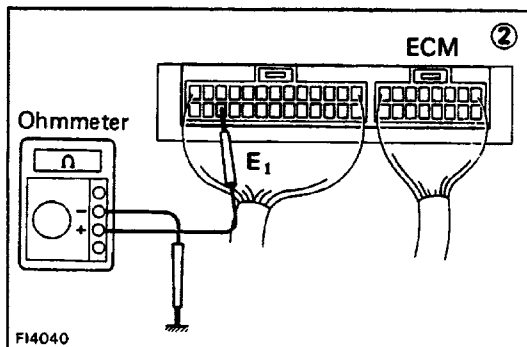 ECM ②
Ohmmeter
Ω
E₁
−
+
FI4040